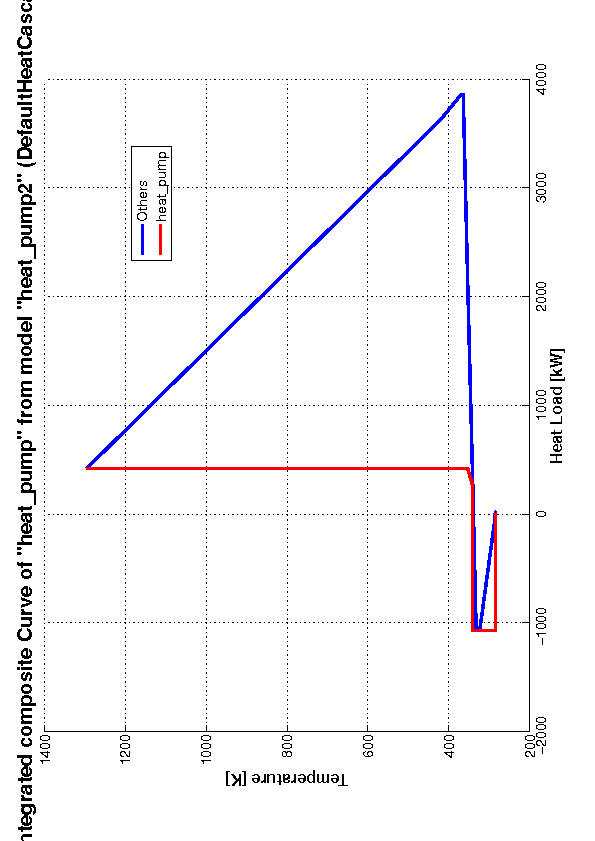 ntegrated composite Curve of "heat_pump" from model "heat_pump2" (DefaultHeatCasca
Others
heat_pump
Temperature [K]
1400
1200
1000
800
600
400
200
-2000
-1000
0
1000
2000
3000
4000
Heat Load [kW]